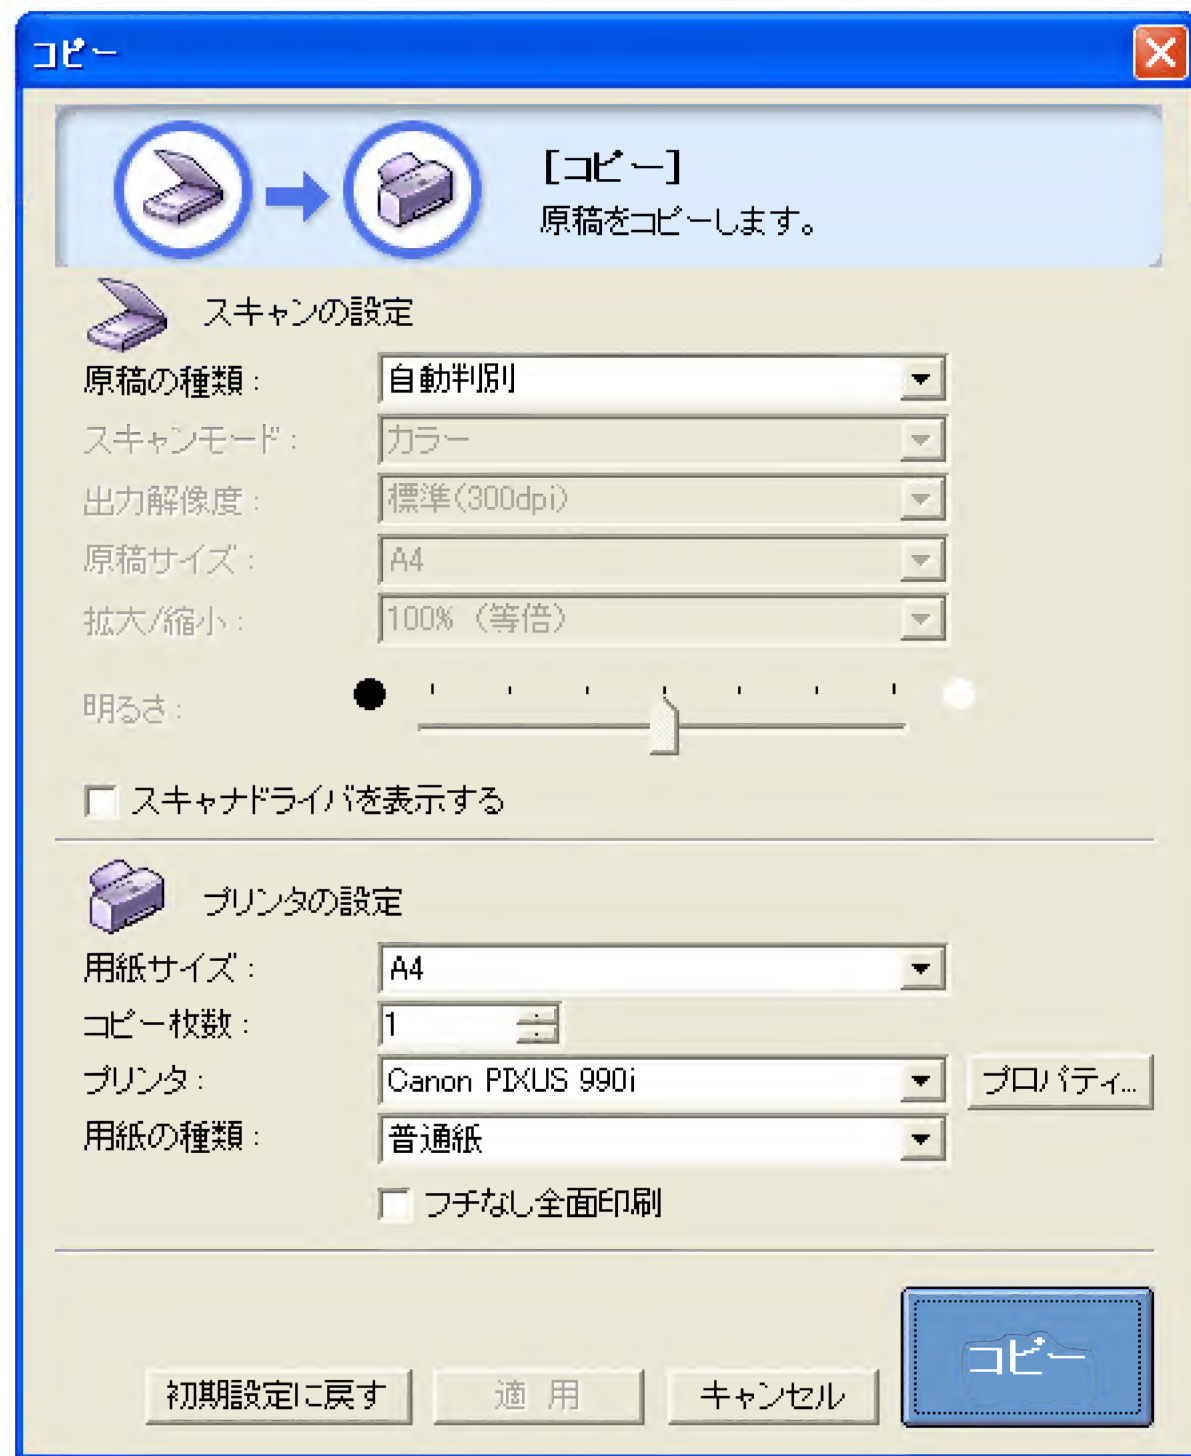 コピー
[コピー]
原稿をコピーします。
スキャンの設定
原稿の種類： 自動判別
スキャンモード： カラー
出力解像度： 標準(300dpi)
原稿サイズ： A4
拡大/縮小： 100% （等倍）
明るさ：
スキャナドライバを表示する
プリンタの設定
用紙サイズ： A4
コピー枚数： 1
プリンタ： Canon PIXUS 990i プロパティ...
用紙の種類： 普通紙
フチなし全面印刷
初期設定に戻す 適 用 キャンセル コピー